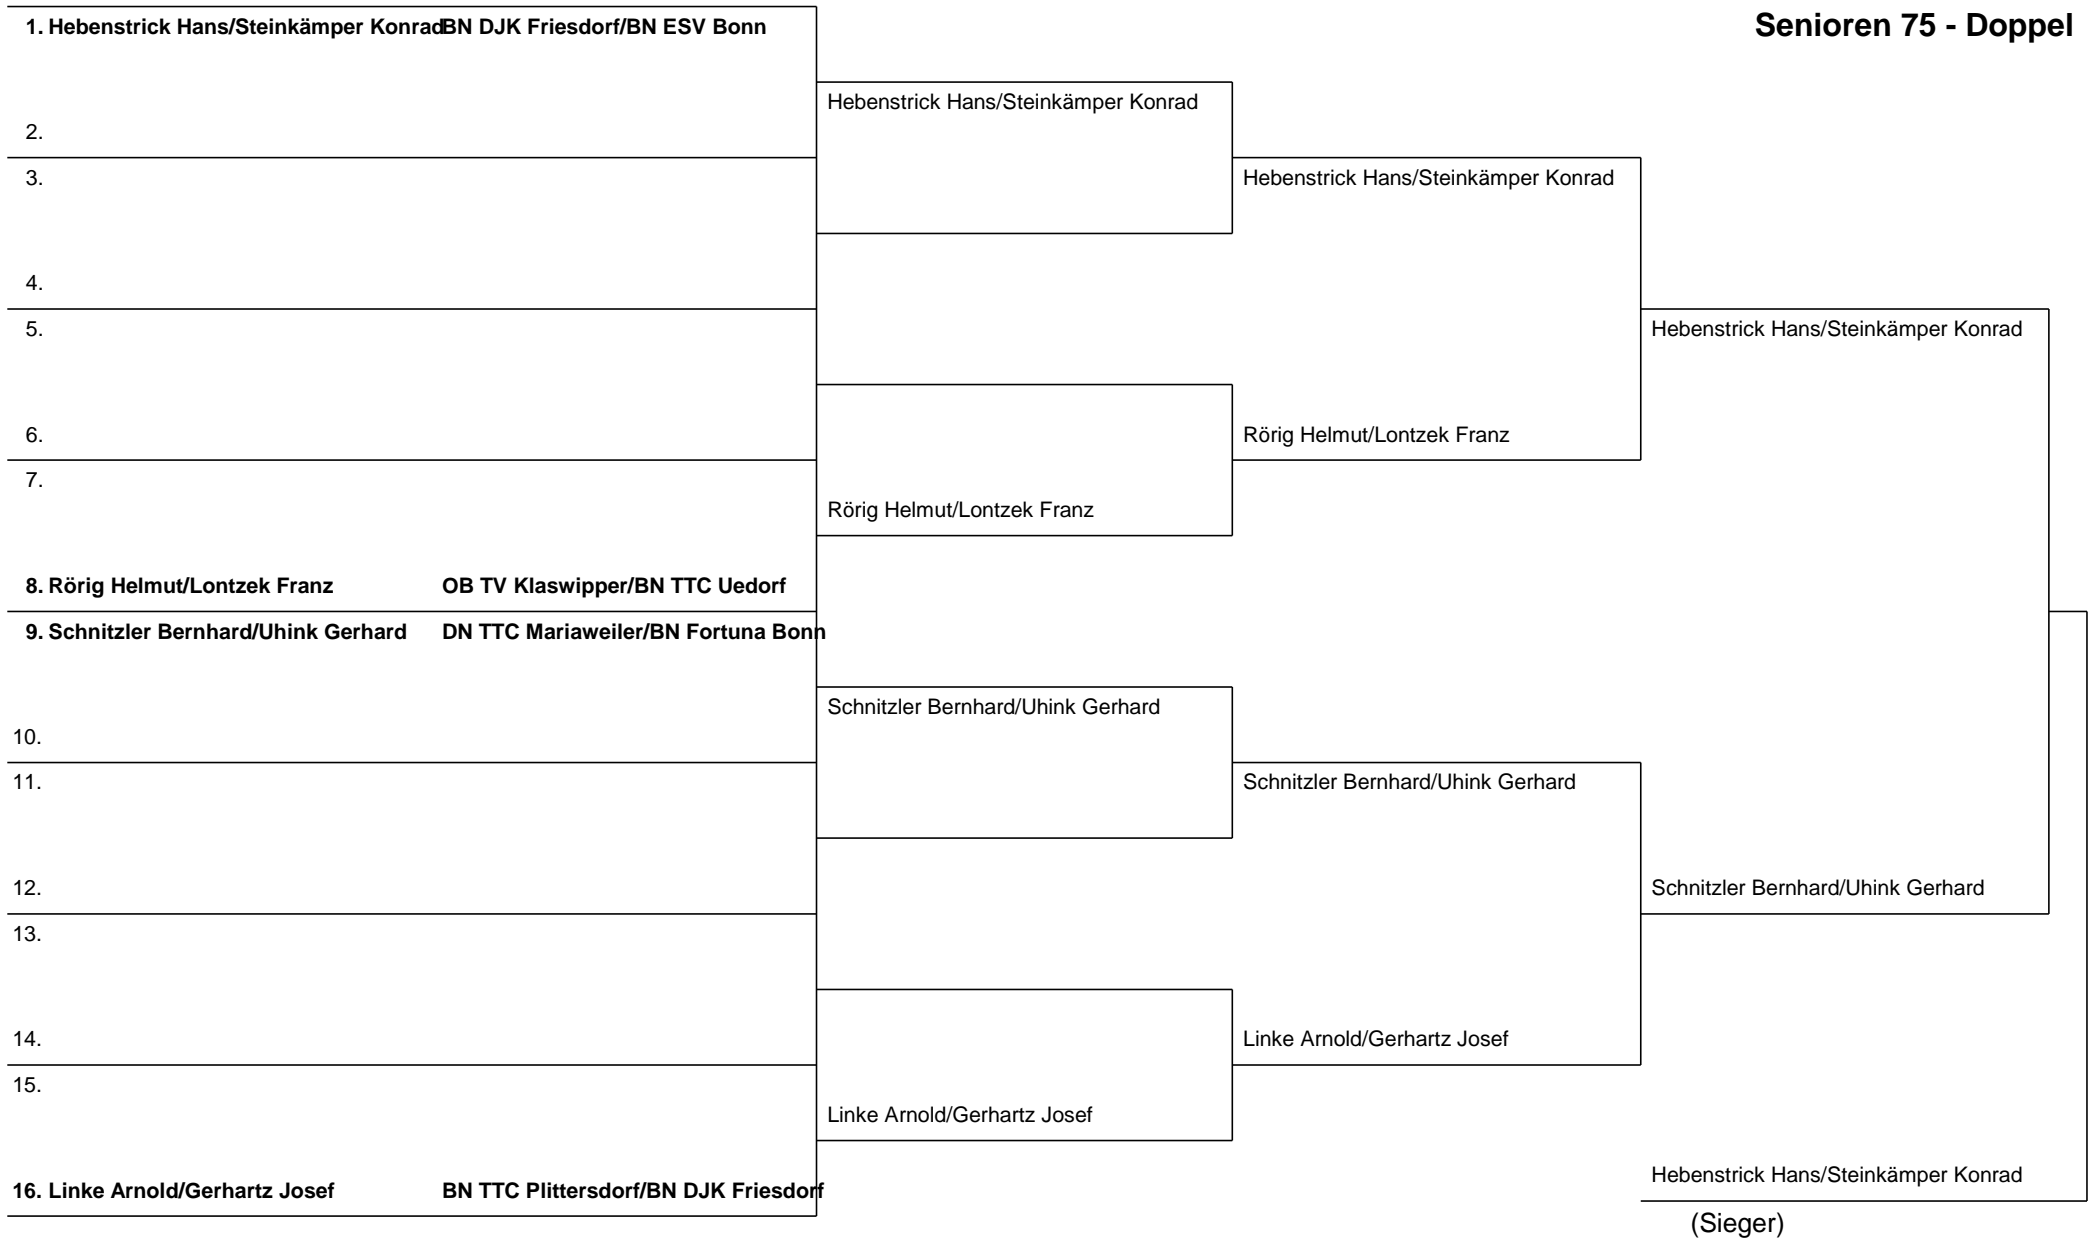 Senioren 75 - Doppel
1. Hebenstrick Hans/Steinkämper Konrad BN DJK Friesdorf/BN ESV Bonn
Hebenstrick Hans/Steinkämper Konrad
2.
3.
Hebenstrick Hans/Steinkämper Konrad
4.
5.
Hebenstrick Hans/Steinkämper Konrad
6.
Rörig Helmut/Lontzek Franz
7.
Rörig Helmut/Lontzek Franz
8. Rörig Helmut/Lontzek Franz OB TV Klaswipper/BN TTC Uedorf
9. Schnitzler Bernhard/Uhink Gerhard DN TTC Mariaweiler/BN Fortuna Bonn
Schnitzler Bernhard/Uhink Gerhard
10.
11.
Schnitzler Bernhard/Uhink Gerhard
12.
Schnitzler Bernhard/Uhink Gerhard
13.
14.
Linke Arnold/Gerhartz Josef
15.
Linke Arnold/Gerhartz Josef
16. Linke Arnold/Gerhartz Josef BN TTC Plittersdorf/BN DJK Friesdorf
Hebenstrick Hans/Steinkämper Konrad
(Sieger)